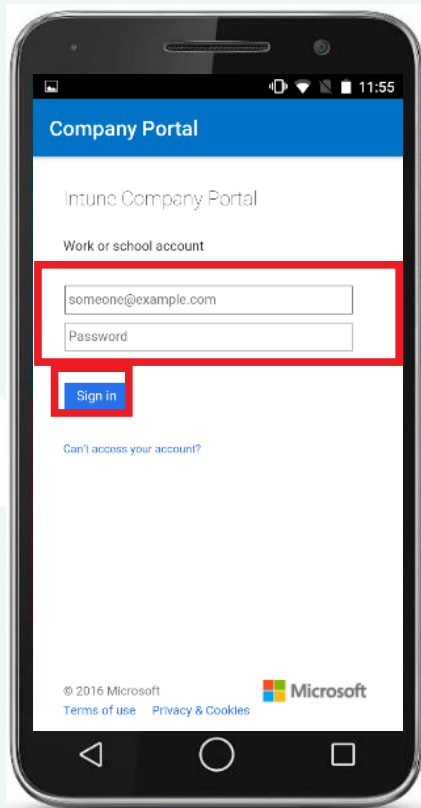 11:55
Company Portal
Intune Company Portal
Work or school account
someone@example.com
Password
Sign in
Can't access your account?
© 2016 Microsoft
Microsoft
Terms of use Privacy & Cookies